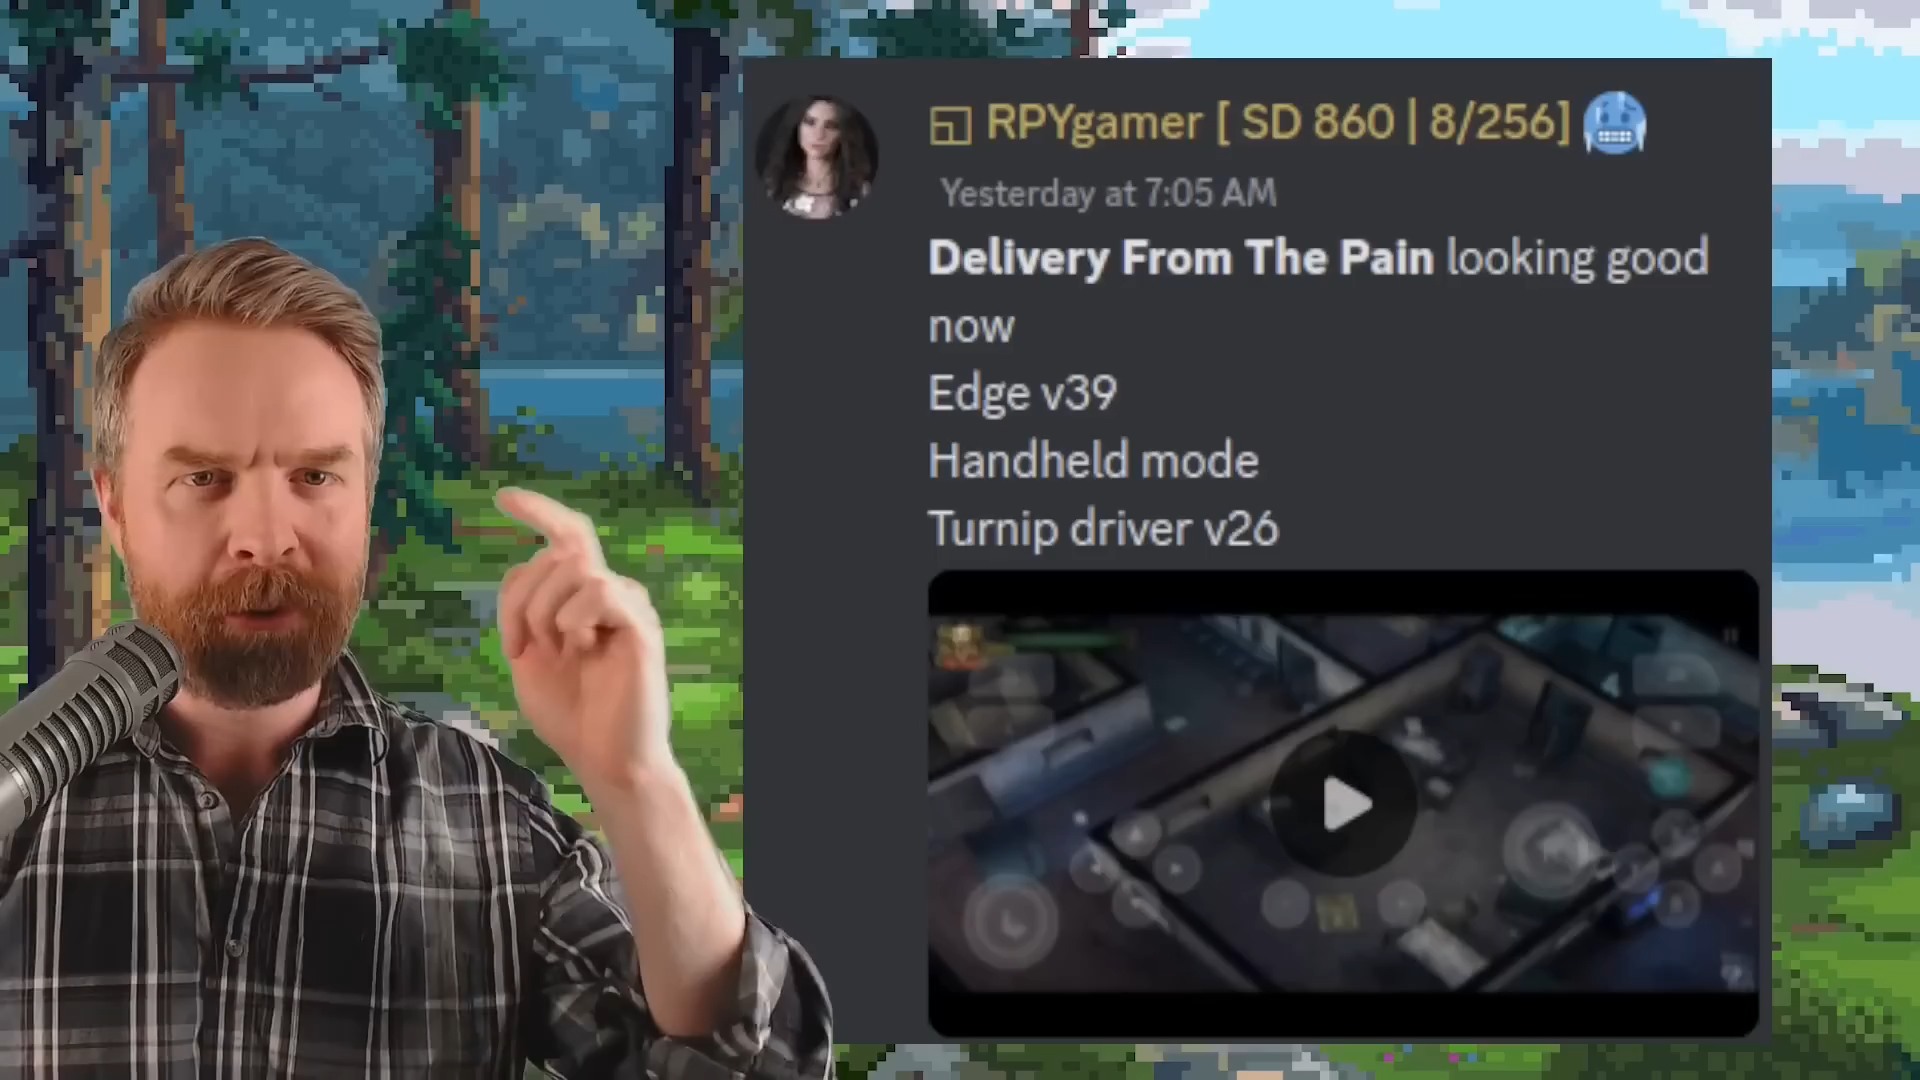 RPYgamer [ SD 860 | 8/256]
Yesterday at 7:05 AM
Delivery From The Pain looking good
now
Edge v39
Handheld mode
Turnip driver v26